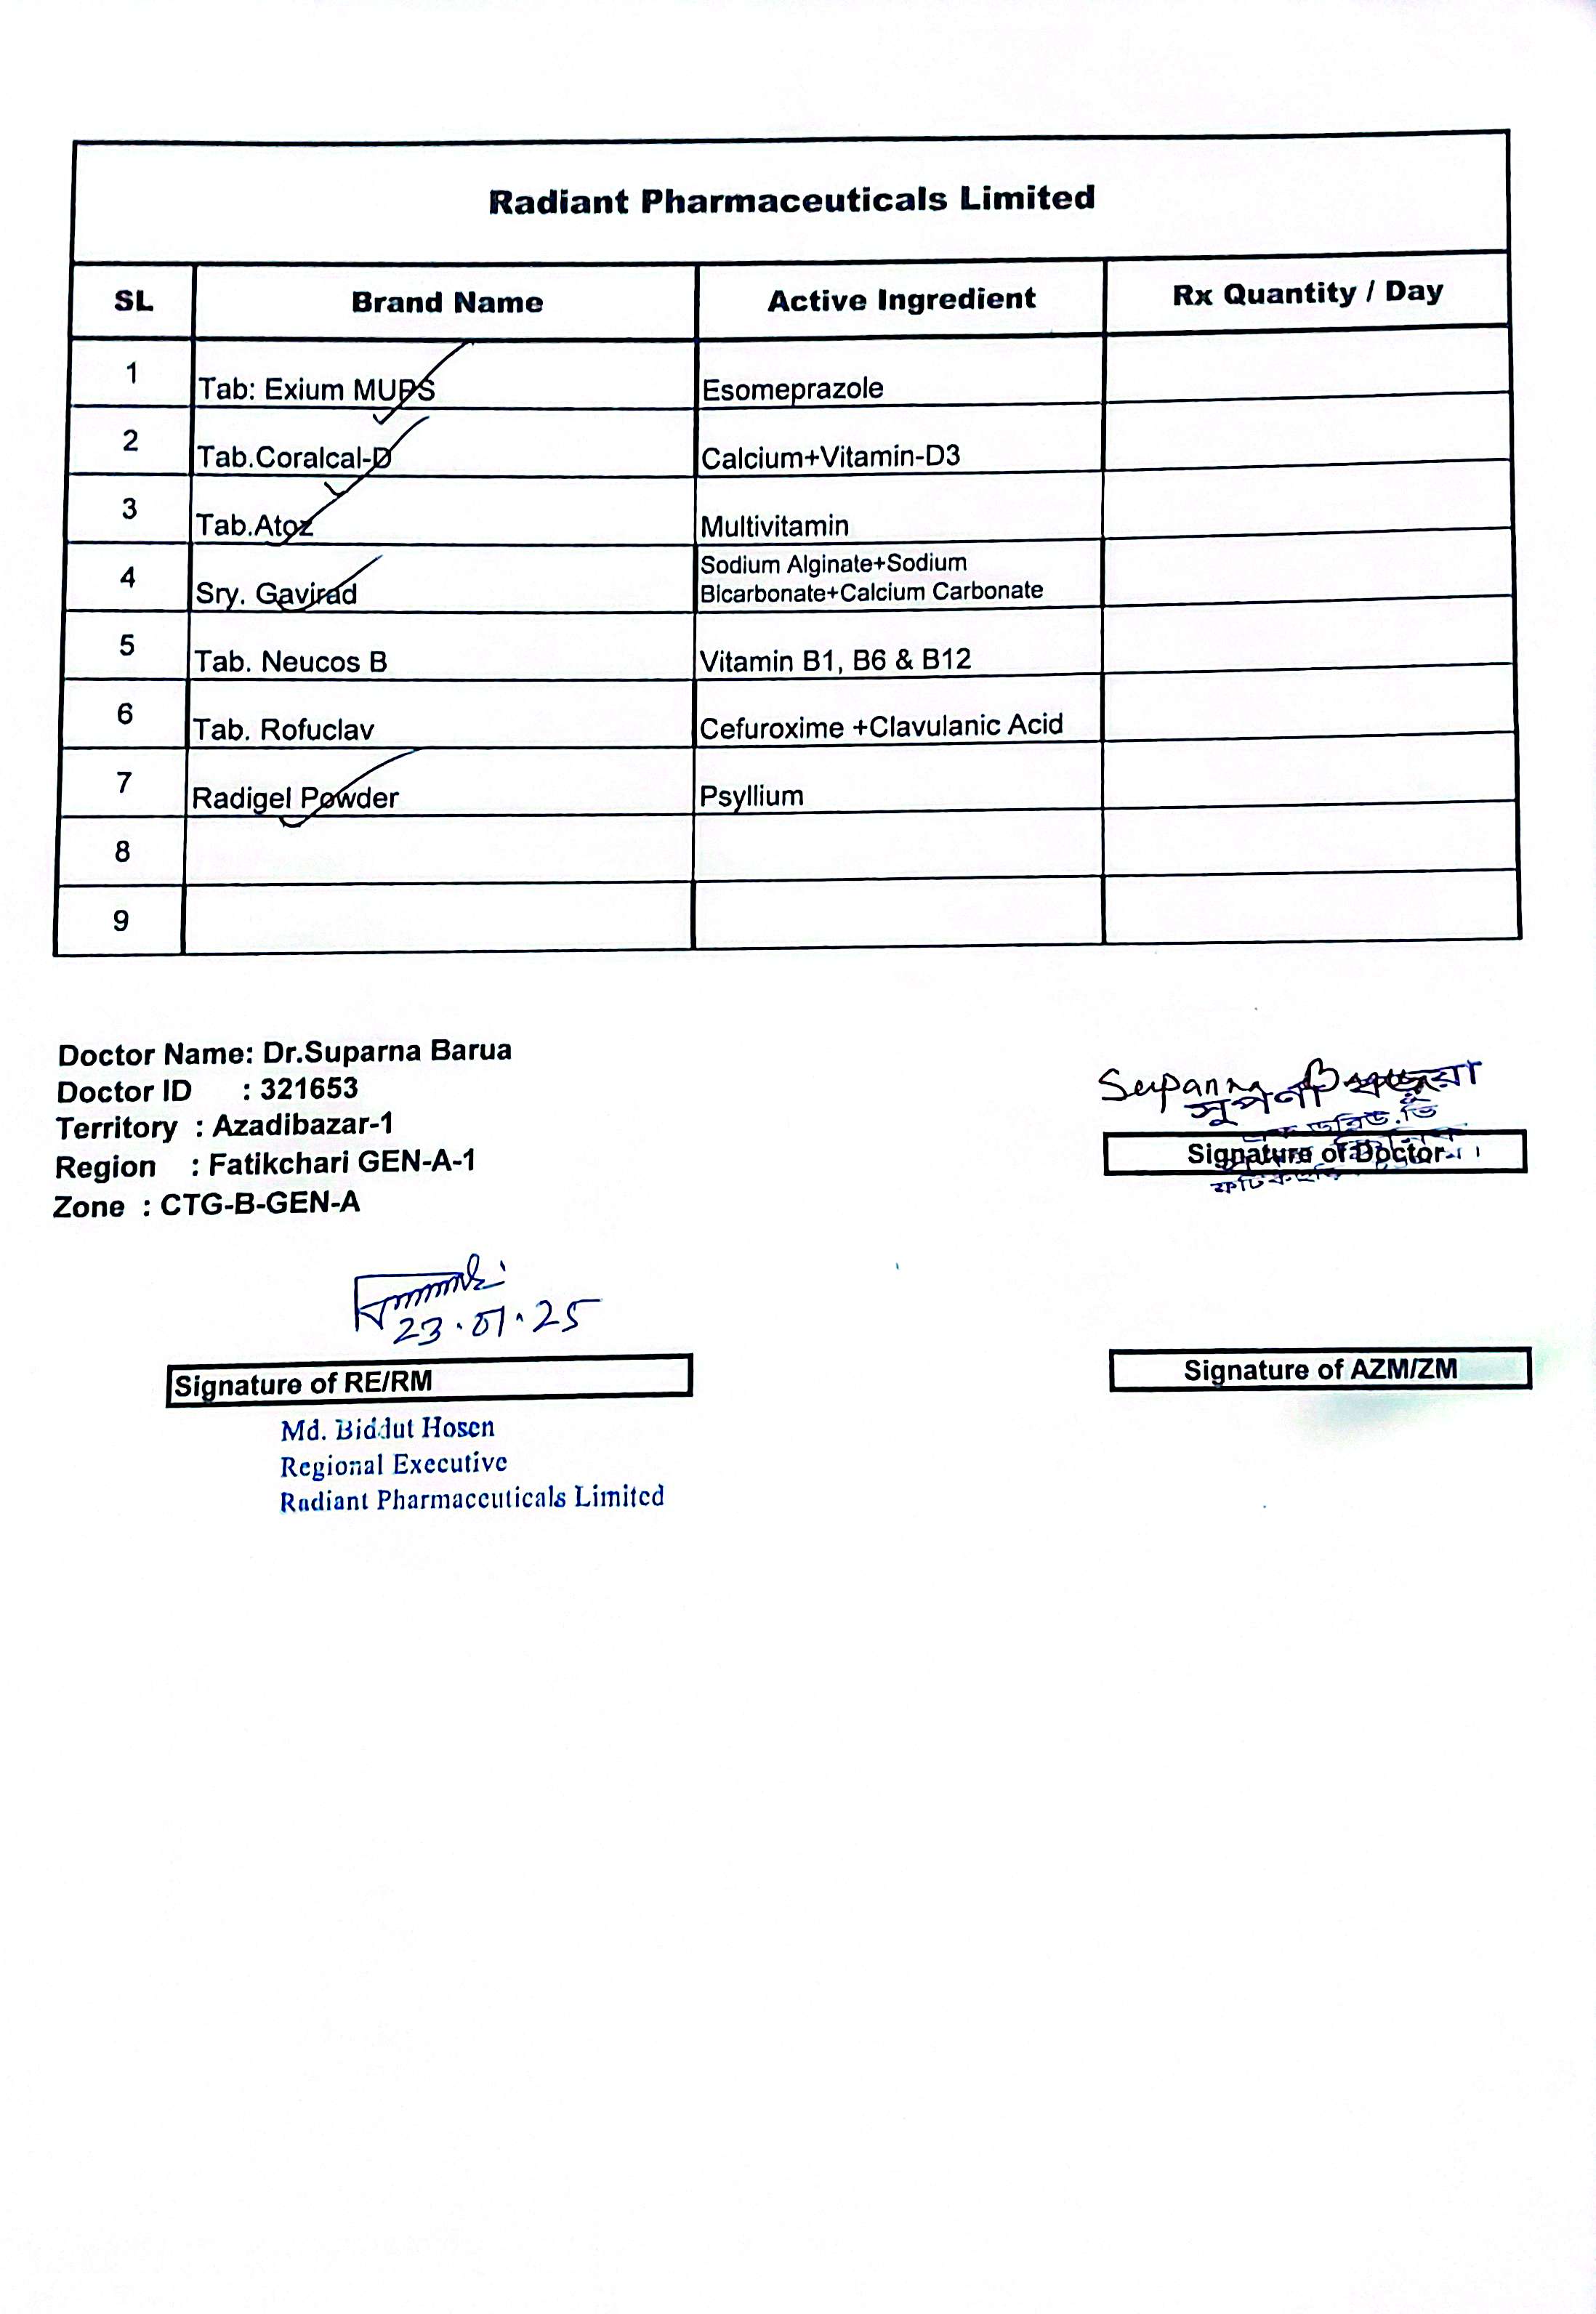 Radiant Pharmaceuticals Limited
SL Brand Name Active Ingredient Rx Quantity / Day
1 Tab: Exium MUPS Esomeprazole
2 Tab.Coralcal-D Calcium+Vitamin-D3
3 Tab.Atoz Multivitamin
4 Sry. Gavirad Sodium Alginate+Sodium
Bicarbonate+Calcium Carbonate
5 Tab. Neucos B Vitamin B1, B6 & B12
6 Tab. Rofuclav Cefuroxime +Clavulanic Acid
7 Radigel Powder Psyllium
8
9
Doctor Name: Dr.Suparna Barua
Doctor ID : 321653
Territory : Azadibazar-1
Region : Fatikchari GEN-A-1
Zone : CTG-B-GEN-A
Suparna Barua
সুপর্ণা বড়ুয়া
Signature of Doctor
23.01.25
Signature of RE/RM
Signature of AZM/ZM
Md. Biddut Hosen
Regional Executive
Radiant Pharmaceuticals Limited